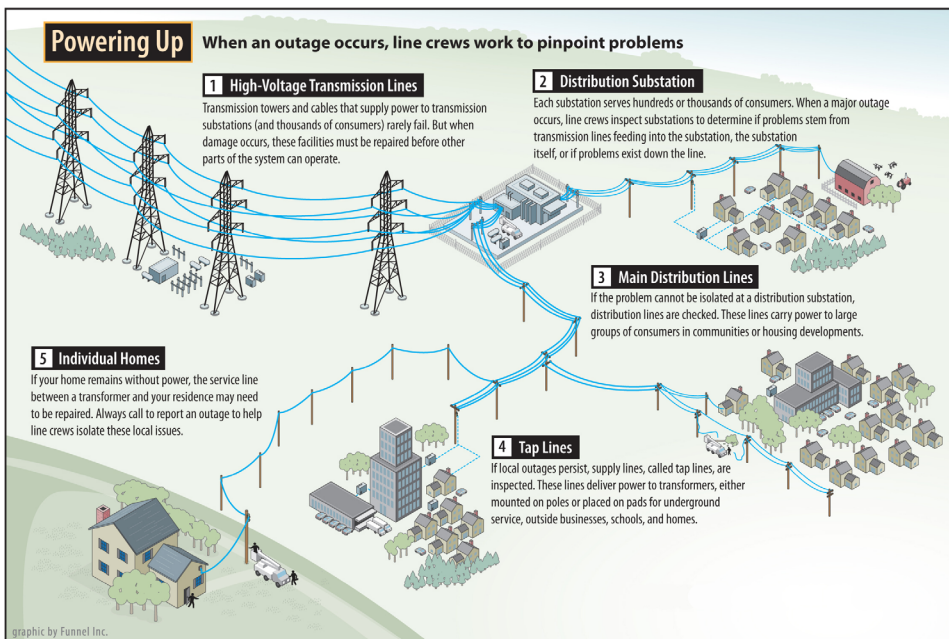 Powering Up
When an outage occurs, line crews work to pinpoint problems
1 High-Voltage Transmission Lines
Transmission towers and cables that supply power to transmission
substations (and thousands of consumers) rarely fail. But when
damage occurs, these facilities must be repaired before other
parts of the system can operate.
2 Distribution Substation
Each substation serves hundreds or thousands of consumers. When a major outage
occurs, line crews inspect substations to determine if problems stem from
transmission lines feeding into the substation, the substation
itself, or if problems exist down the line.
3 Main Distribution Lines
If the problem cannot be isolated at a distribution substation,
distribution lines are checked. These lines carry power to large
groups of consumers in communities or housing developments.
4 Tap Lines
If local outages persist, supply lines, called tap lines, are
inspected. These lines deliver power to transformers, either
mounted on poles or placed on pads for underground
service, outside businesses, schools, and homes.
5 Individual Homes
If your home remains without power, the service line
between a transformer and your residence may need
to be repaired. Always call to report an outage to help
line crews isolate these local issues.
graphic by Funnel Inc.